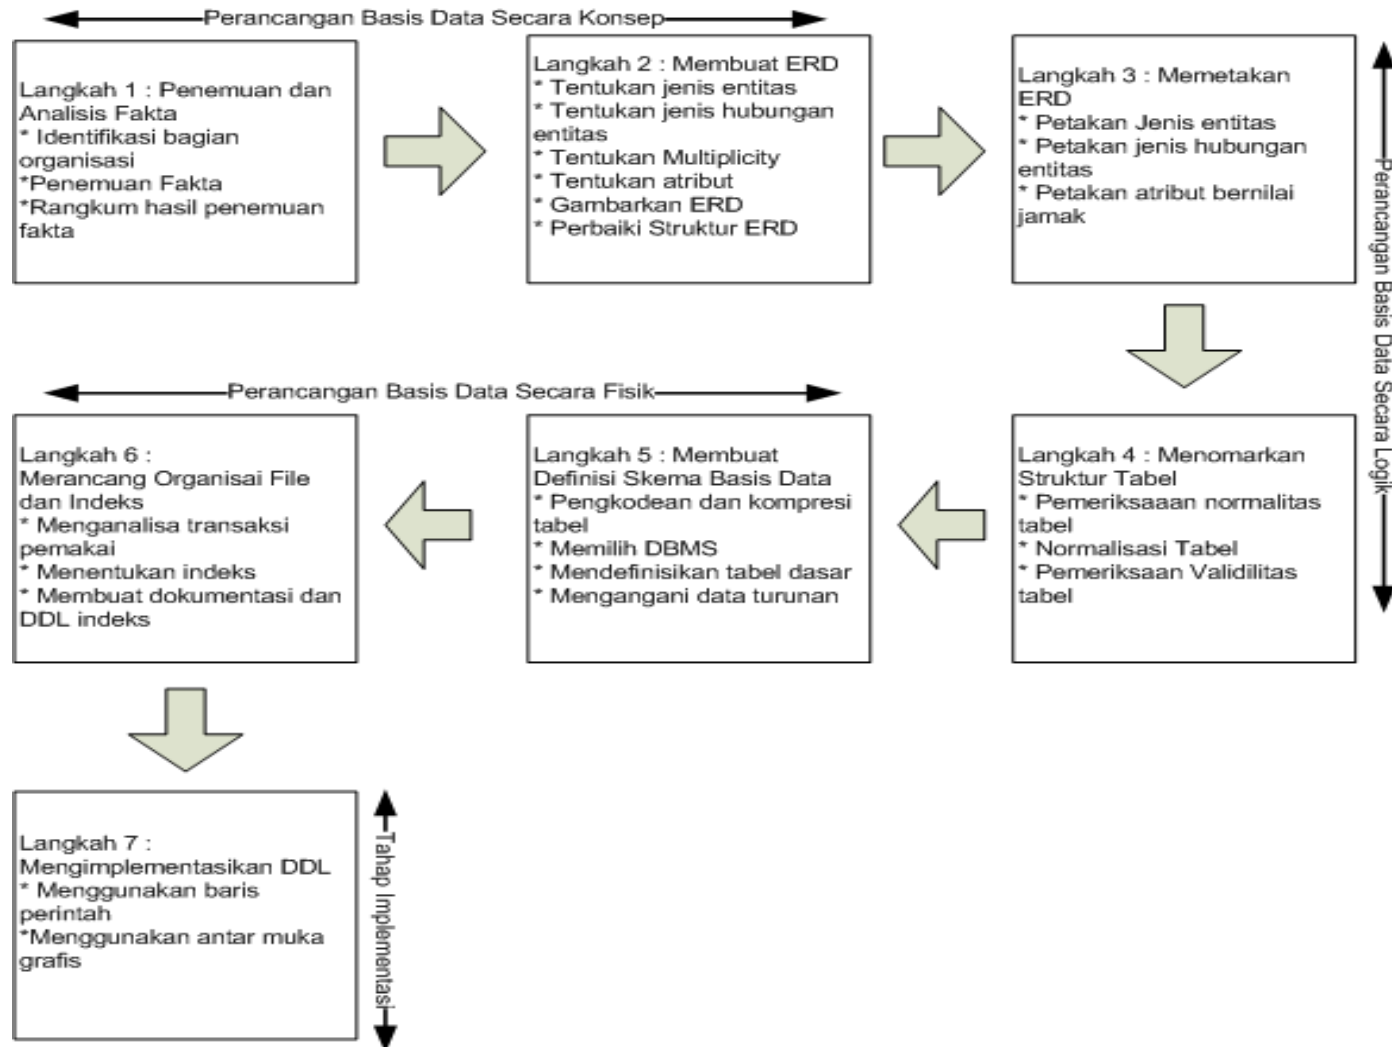 Perancangan Basis Data Secara Konsep
Langkah 1 : Penemuan dan
Analisis Fakta
* Identifikasi bagian
organisasi
*Penemuan Fakta
*Rangkum hasil penemuan
fakta
Langkah 2 : Membuat ERD
* Tentukan jenis entitas
* Tentukan jenis hubungan
entitas
* Tentukan Multiplicity
* Tentukan atribut
* Gambarkan ERD
* Perbaiki Struktur ERD
Langkah 3 : Memetakan
ERD
* Petakan Jenis entitas
* Petakan jenis hubungan
entitas
* Petakan atribut bernilai
jamak
Perancangan Basis Data Secara Logik
Langkah 4 : Menomarkan
Struktur Tabel
* Pemeriksaaan normalitas
tabel
* Normalisasi Tabel
* Pemeriksaan Validilitas
tabel
Perancangan Basis Data Secara Fisik
Langkah 5 : Membuat
Definisi Skema Basis Data
* Pengkodean dan kompresi
tabel
* Memilih DBMS
* Mendefinisikan tabel dasar
* Mengangani data turunan
Langkah 6 :
Merancang Organisai File
dan Indeks
* Menganalisa transaksi
pemakai
* Menentukan indeks
* Membuat dokumentasi dan
DDL indeks
Langkah 7 :
Mengimplementasikan DDL
* Menggunakan baris
perintah
*Menggunakan antar muka
grafis
Tahap Implementasi